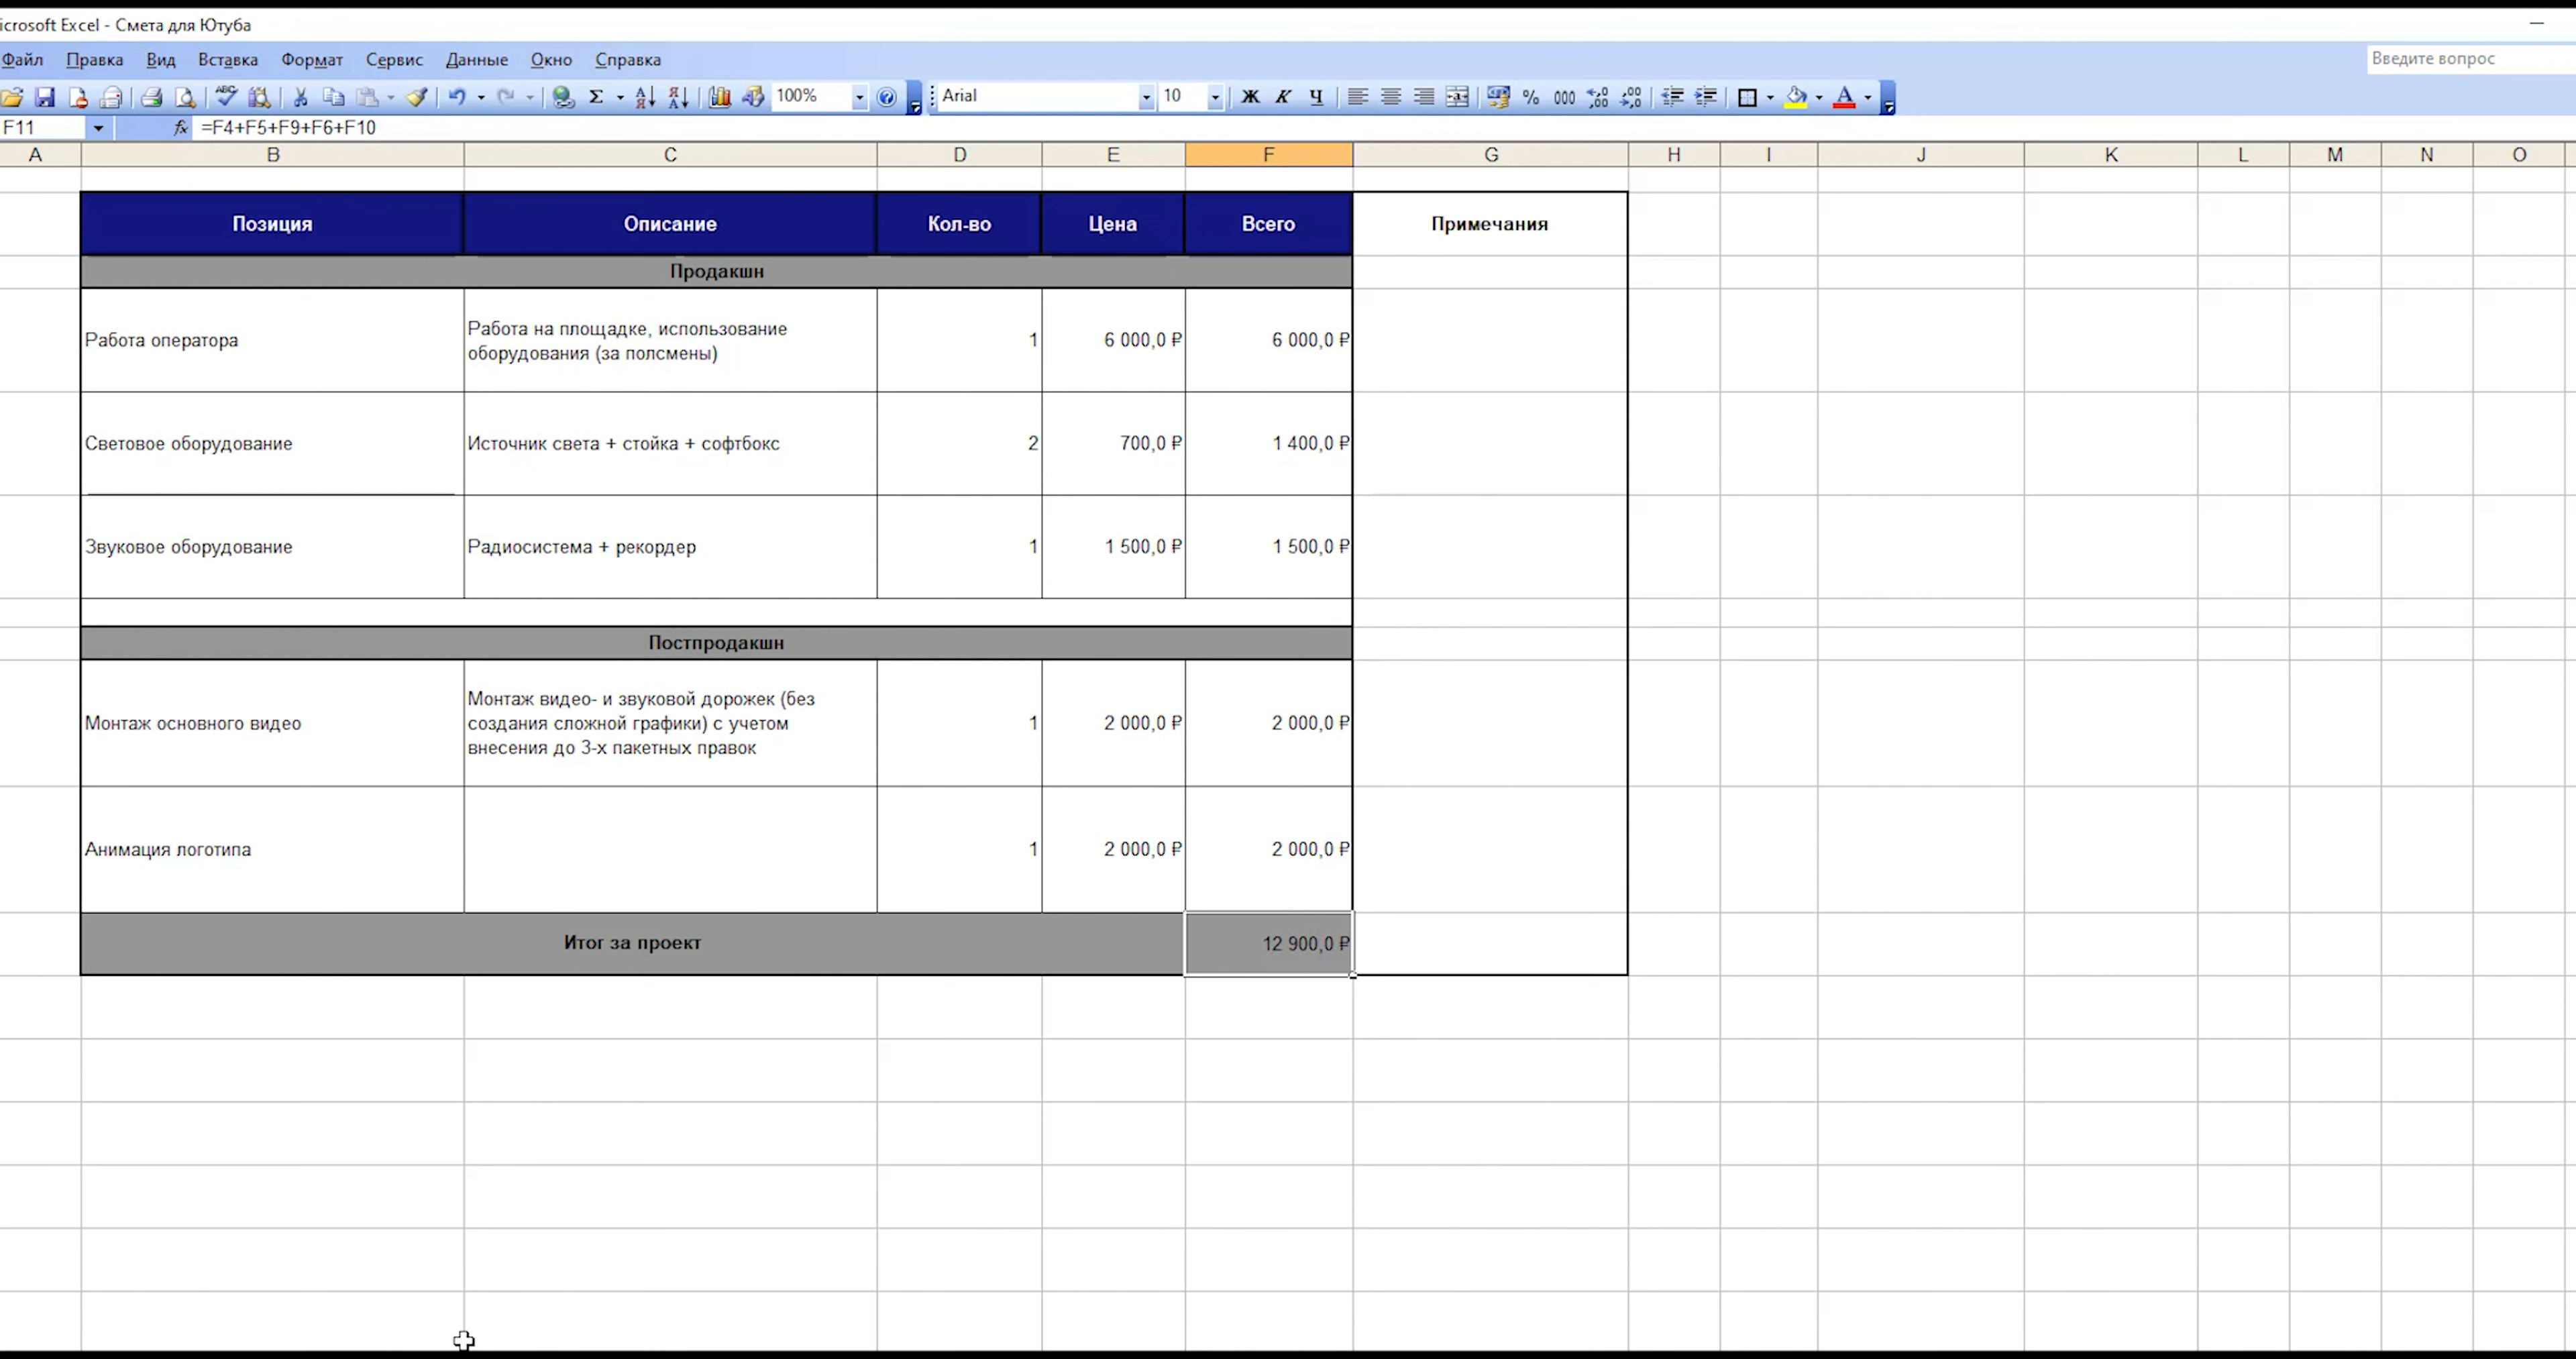 icrosoft Excel - Смета для Ютуба
Файл Правка Вид Вставка Формат Сервис Данные Окно Справка Введите вопрос
100% Arial 10 Ж К Ч % 000
F11 fx =F4+F5+F9+F6+F10
A B C D E F G H I J K L M N O
Позиция Описание Кол-во Цена Всего Примечания
Продакшн
Работа оператора
Работа на площадке, использование
оборудования (за полсмены)
1 6 000,0 ₽ 6 000,0 ₽
Световое оборудование Источник света + стойка + софтбокс 2 700,0 ₽ 1 400,0 ₽
Звуковое оборудование Радиосистема + рекордер 1 1 500,0 ₽ 1 500,0 ₽
Постпродакшн
Монтаж основного видео
Монтаж видео- и звуковой дорожек (без
создания сложной графики) с учетом
внесения до 3-х пакетных правок
1 2 000,0 ₽ 2 000,0 ₽
Анимация логотипа 1 2 000,0 ₽ 2 000,0 ₽
Итог за проект 12 900,0 ₽